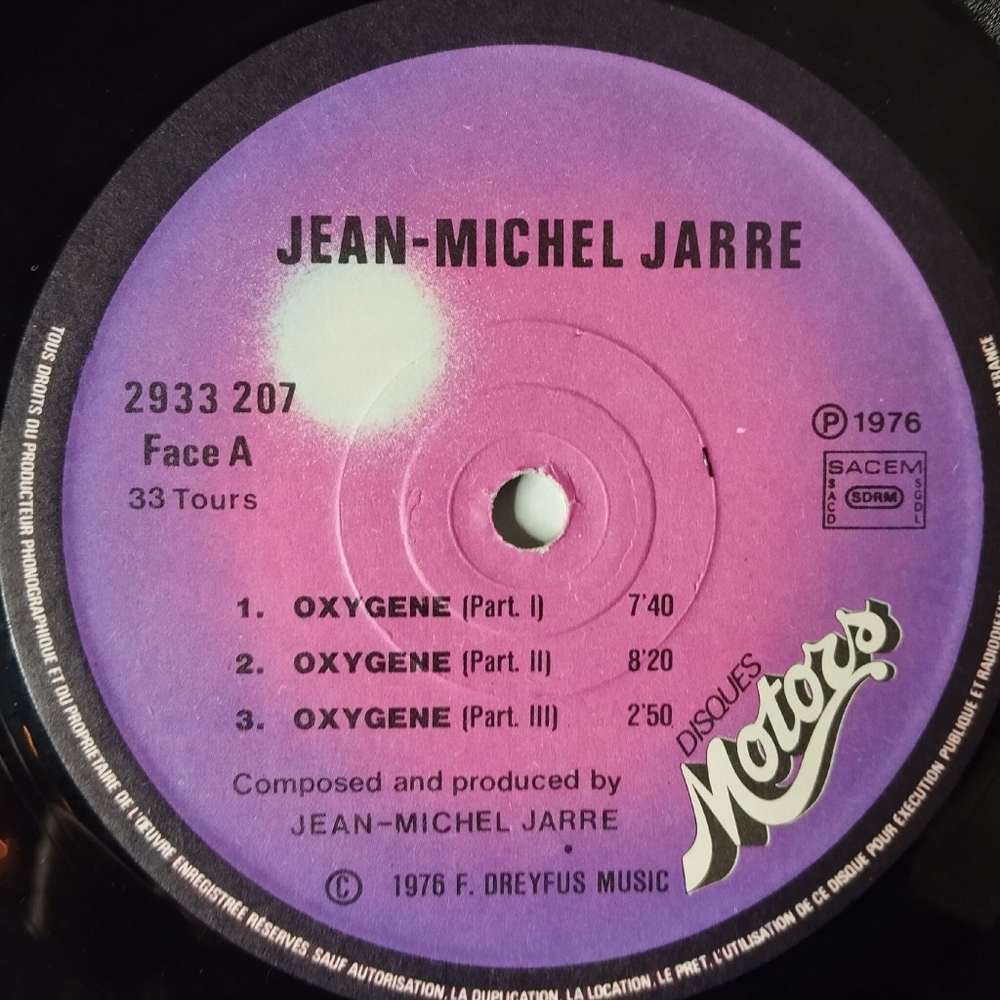 JEAN-MICHEL JARRE
2933 207
Face A
33 Tours
℗ 1976
SACEM
SACD
SDRM
SGDL
1. OXYGENE (Part. I) 7'40
2. OXYGENE (Part. II) 8'20
3. OXYGENE (Part. III) 2'50
DISQUES
Motors
Composed and produced by
JEAN-MICHEL JARRE
© 1976 F. DREYFUS MUSIC
TOUS DROITS DU PRODUCTEUR PHONOGRAPHIQUE ET DU PROPRIETAIRE DE L'ŒUVRE ENREGISTRÉE RÉSERVÉS. SAUF AUTORISATION, LA DUPLICATION, LA LOCATION, LE PRET, L'UTILISATION DE CE DISQUE POUR EXECUTION PUBLIQUE ET FRANCE